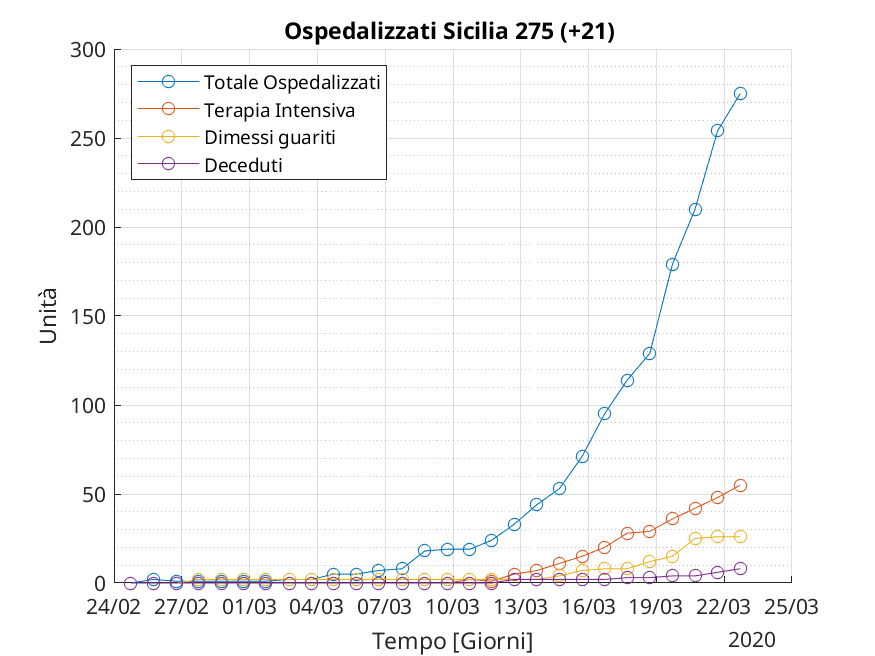 Ospedalizzati Sicilia 275 (+21)
300
250
200
150
100
50
0
Unità
Totale Ospedalizzati
Terapia Intensiva
Dimessi guariti
Deceduti
24/02 27/02 01/03 04/03 07/03 10/03 13/03 16/03 19/03 22/03 25/03
Tempo [Giorni]
2020